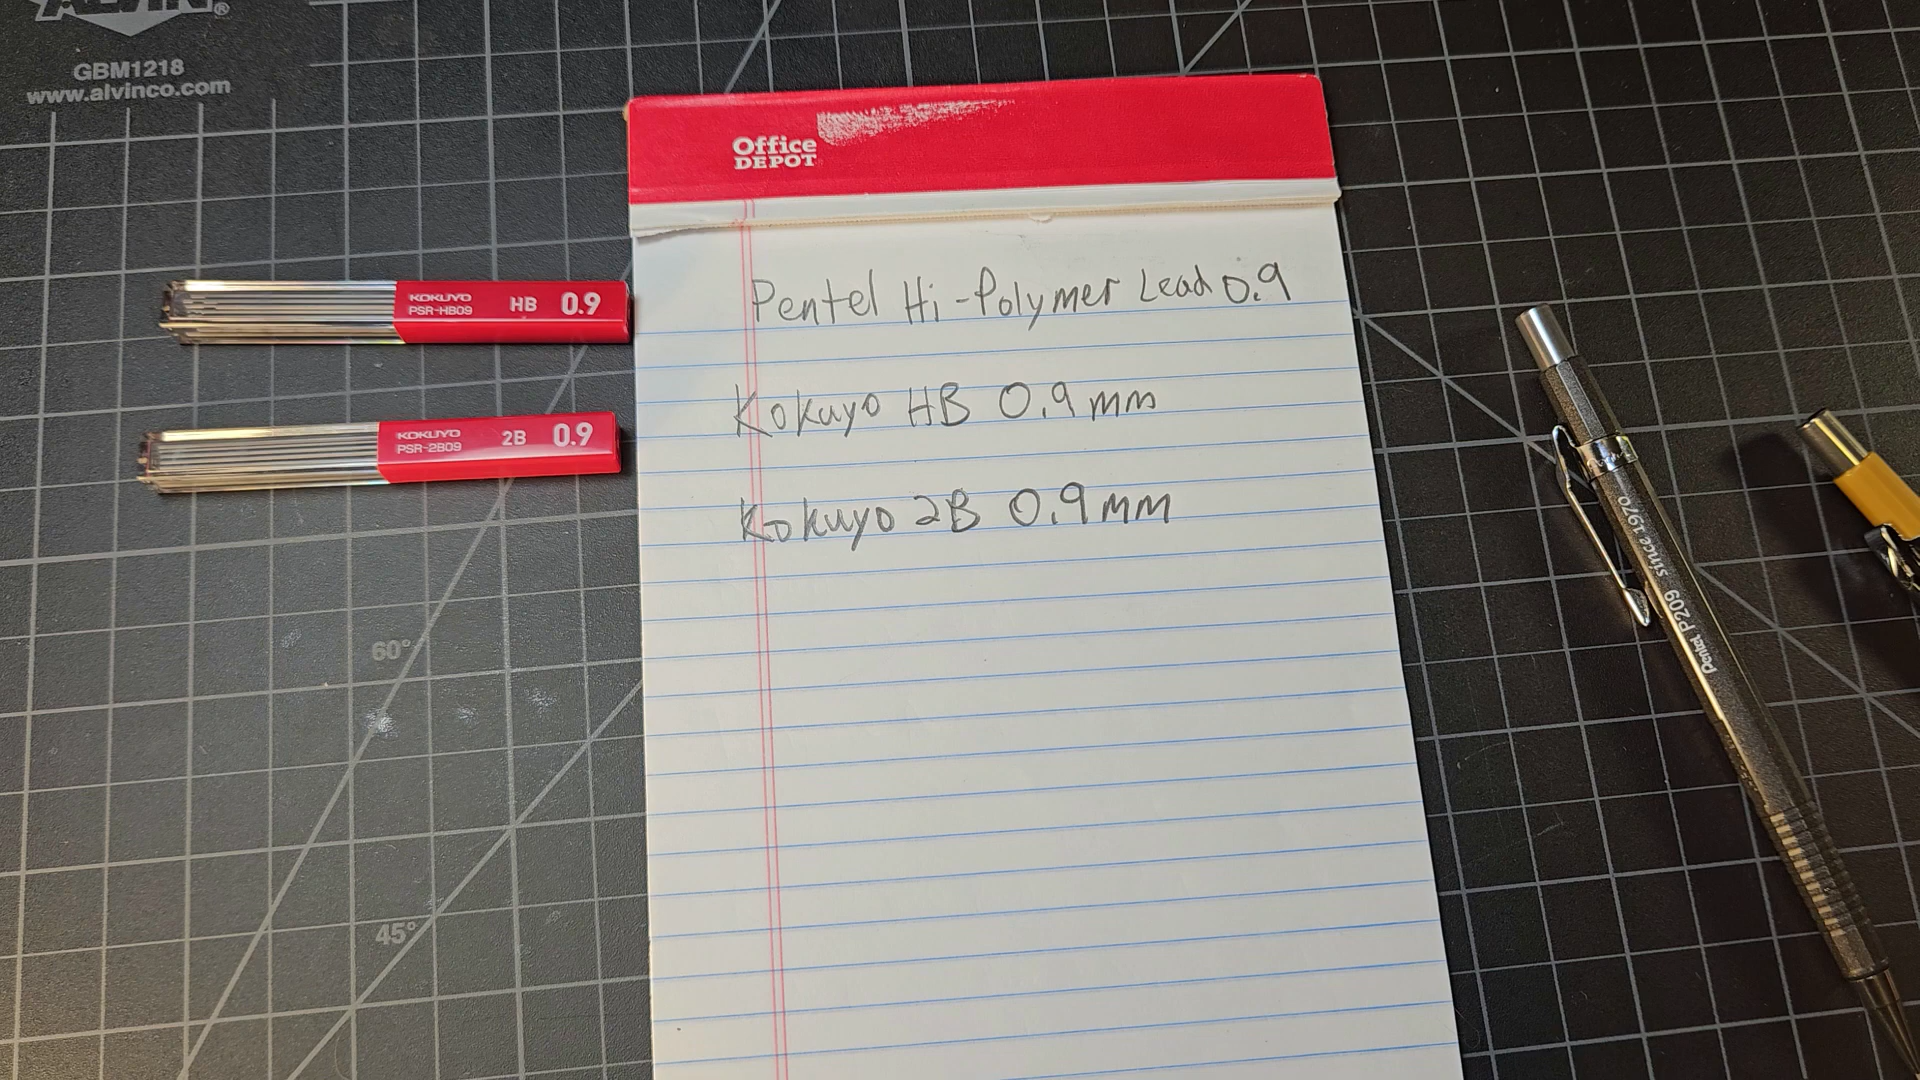 ALVIN®
GBM1218
www.alvinco.com
Office
DEPOT
Pentel Hi-Polymer Lead 0.9
KOKUYO
PSR-HB09
HB 0.9
Kokuyo HB 0.9mm
KOKUYO
PSR-2B09
2B 0.9
Kokuyo 2B 0.9mm
Pentel P209 since 1970
60°
45°